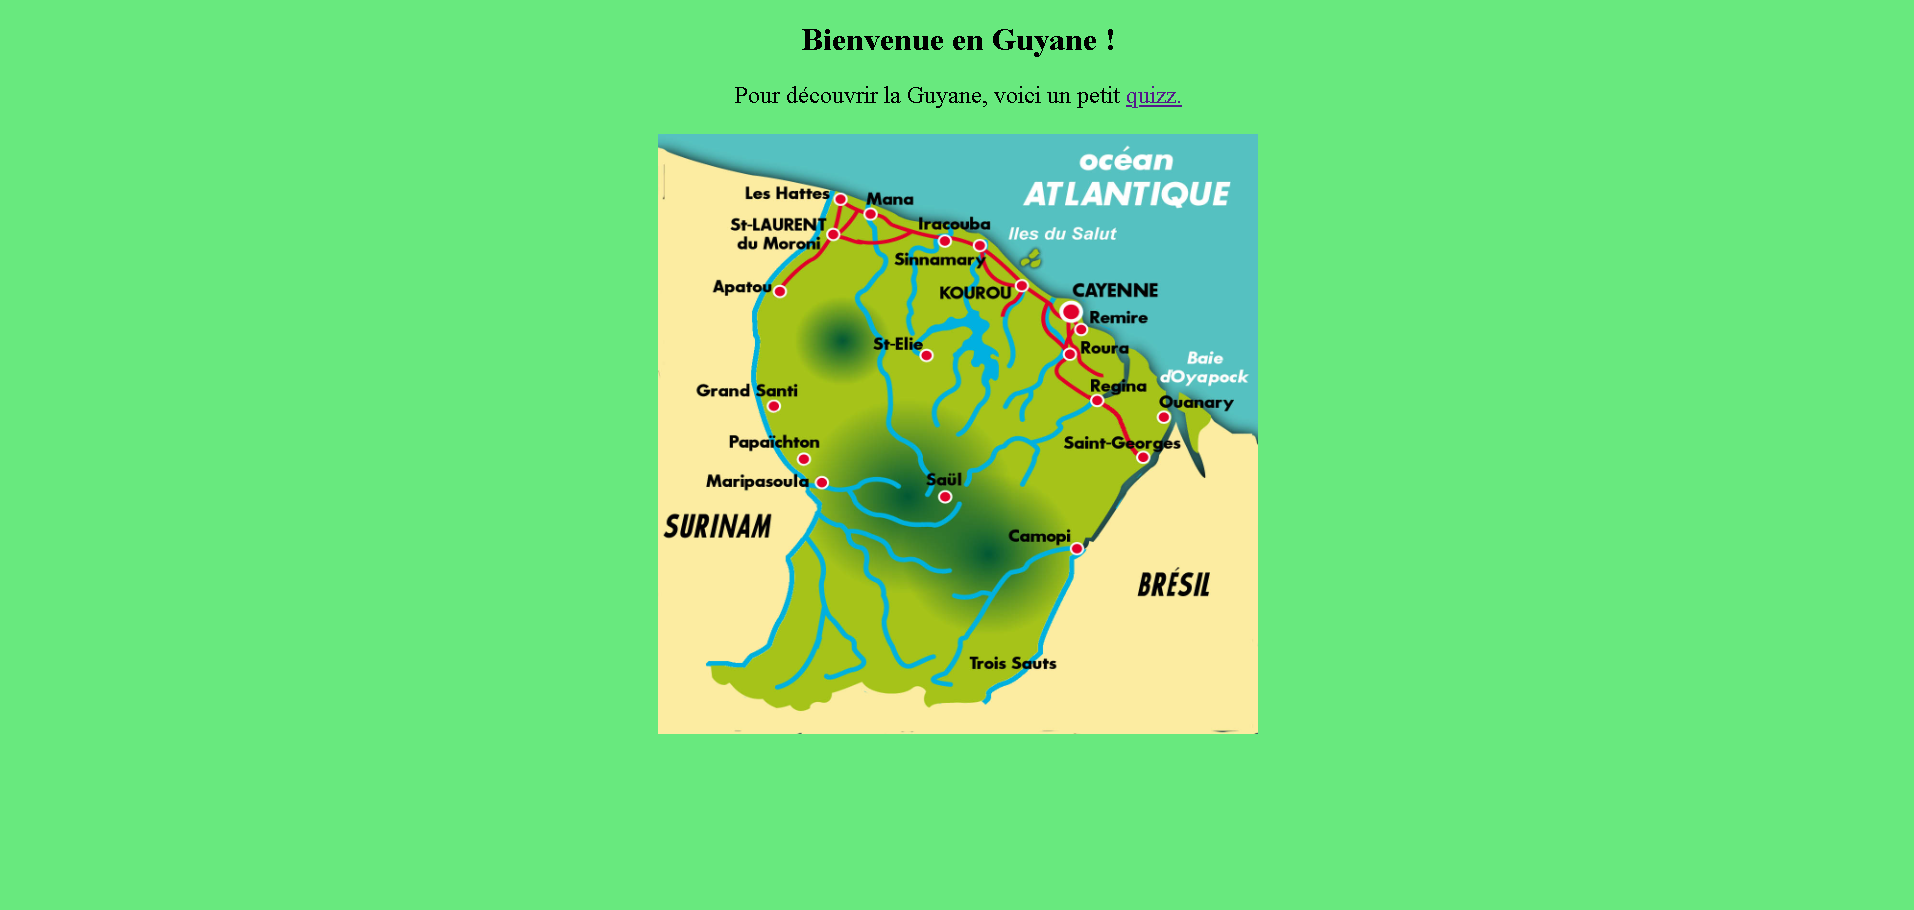 Bienvenue en Guyane !
Pour découvrir la Guyane, voici un petit quizz.
océan
ATLANTIQUE
Les Hattes
Mana
St-LAURENT
du Moroni
Iracouba
Iles du Salut
Sinnamary
Apatou
KOUROU
CAYENNE
Remire
St-Elie
Roura
Baie
d'Oyapock
Grand Santi
Regina
Ouanary
Papaïchton
Saint-Georges
Maripasoula
Saül
SURINAM
Camopi
BRÉSIL
Trois Sauts